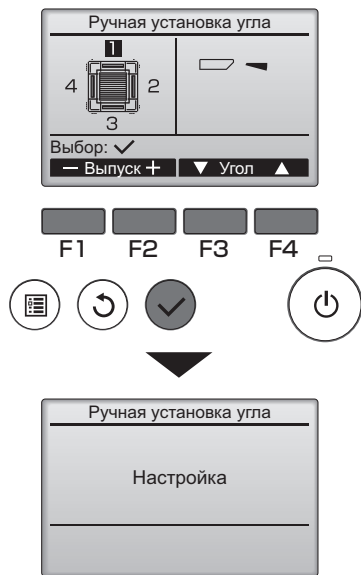 Ручная установка угла
1
4 2
3
Выбор: ✓
— Выпуск + ▼ Угол ▲
F1 F2 F3 F4
Ручная установка угла
Настройка